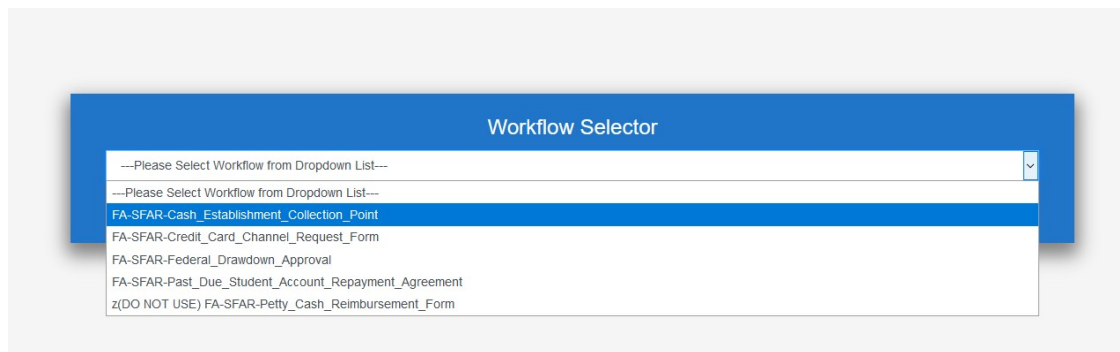 Workflow Selector
---Please Select Workflow from Dropdown List---
---Please Select Workflow from Dropdown List---
FA-SFAR-Cash_Establishment_Collection_Point
FA-SFAR-Credit_Card_Channel_Request_Form
FA-SFAR-Federal_Drawdown_Approval
FA-SFAR-Past_Due_Student_Account_Repayment_Agreement
z(DO NOT USE) FA-SFAR-Petty_Cash_Reimbursement_Form